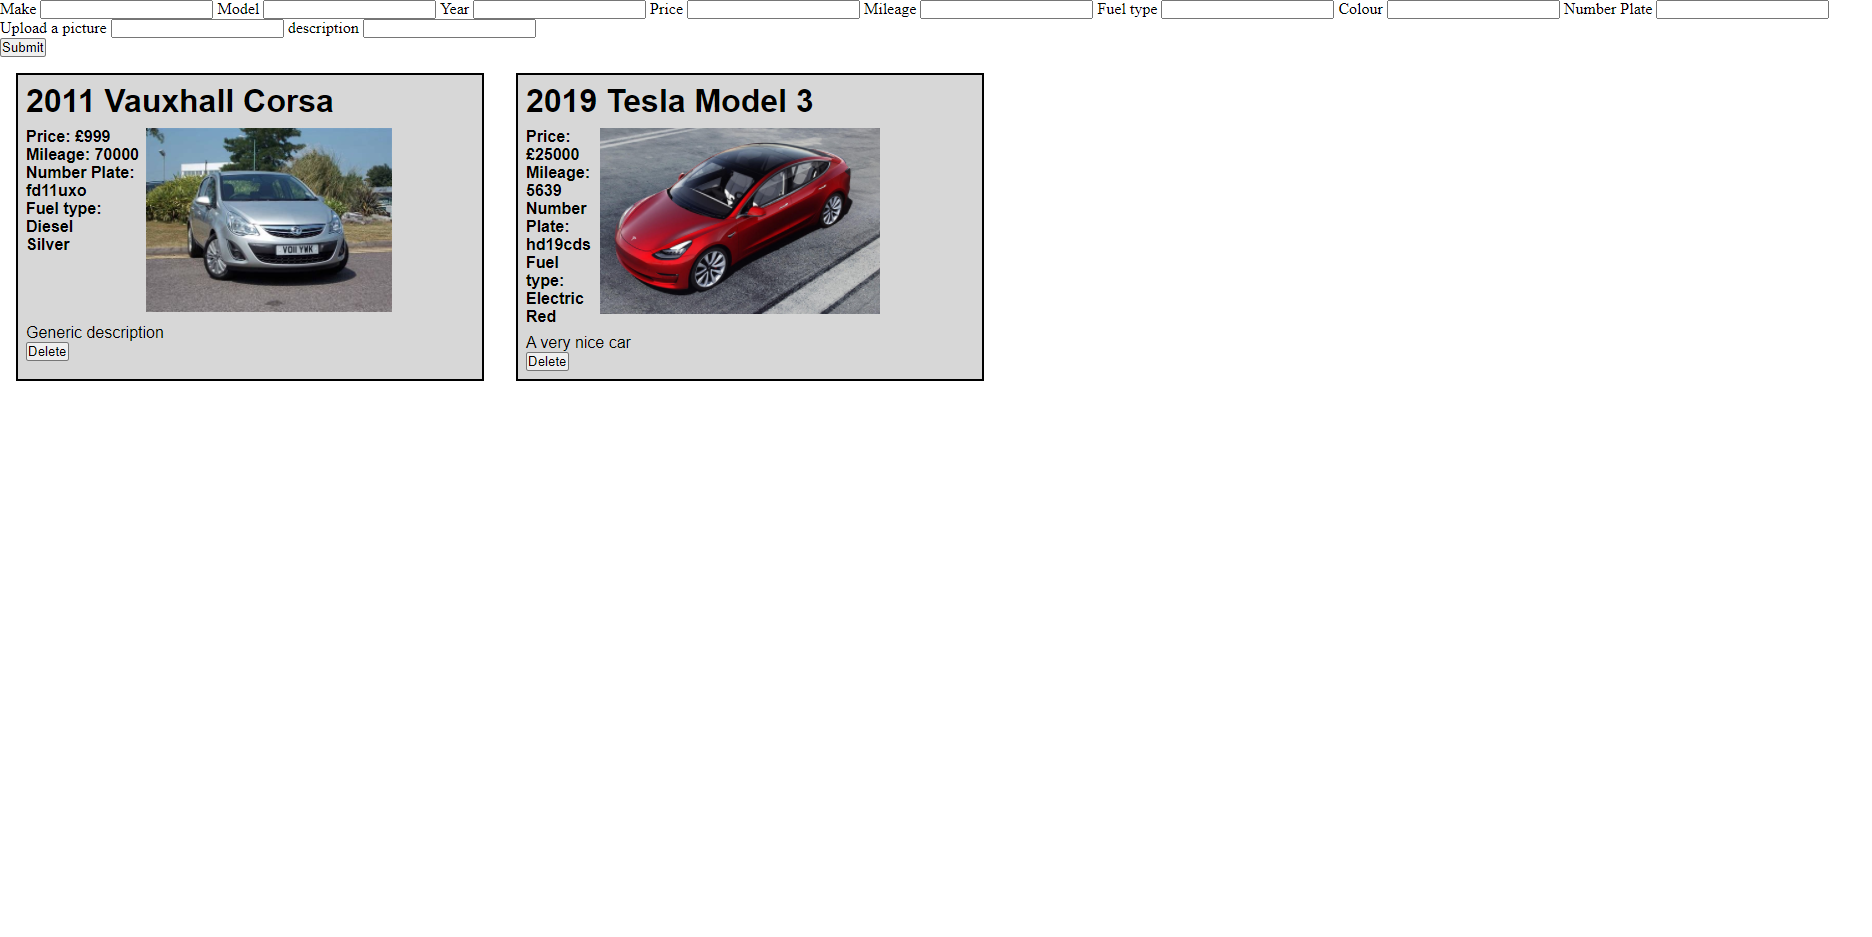 Make Model Year Price Mileage Fuel type Colour Number Plate
Upload a picture description
Submit
2011 Vauxhall Corsa
Price: £999
Mileage: 70000
Number Plate:
fd11uxo
Fuel type:
Diesel
Silver
VO11 YWK
Generic description
Delete
2019 Tesla Model 3
Price:
£25000
Mileage:
5639
Number
Plate:
hd19cds
Fuel
type:
Electric
Red
A very nice car
Delete